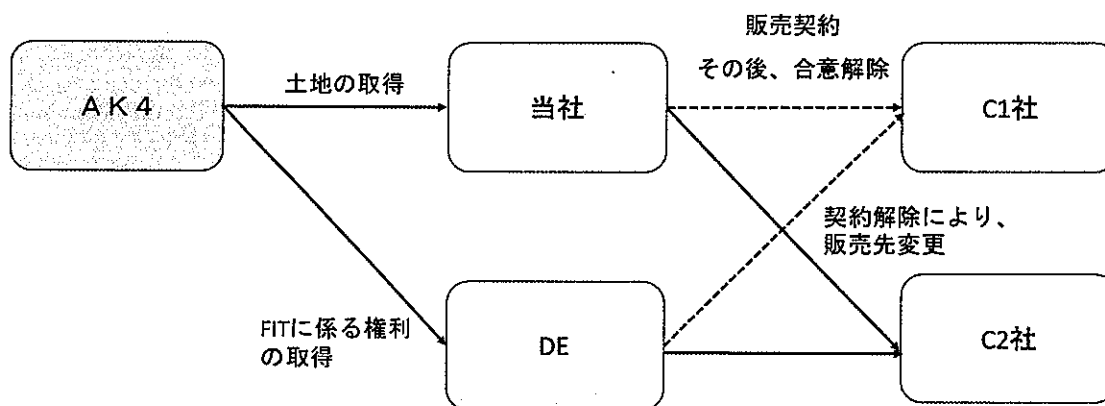 販売契約
その後、合意解除
AK4
土地の取得
当社
C1社
契約解除により、
販売先変更
FITに係る権利
の取得
DE
C2社